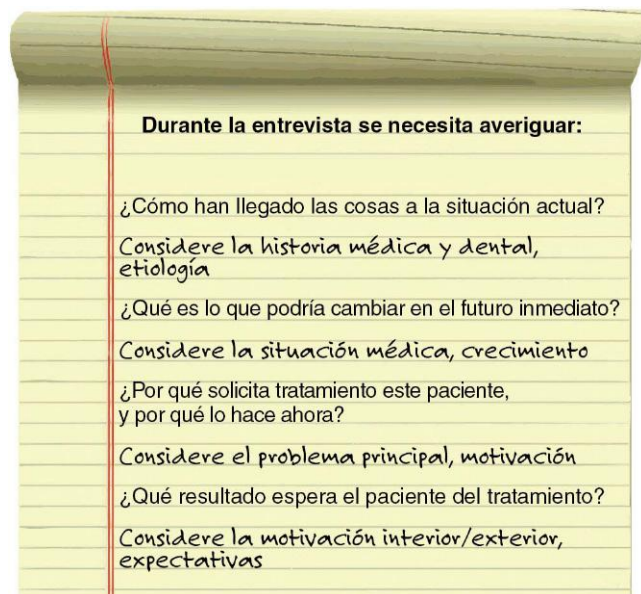 Durante la entrevista se necesita averiguar:
¿Cómo han llegado las cosas a la situación actual?
Considere la historia médica y dental,
etiología
¿Qué es lo que podría cambiar en el futuro inmediato?
Considere la situación médica, crecimiento
¿Por qué solicita tratamiento este paciente,
y por qué lo hace ahora?
Considere el problema principal, motivación
¿Qué resultado espera el paciente del tratamiento?
Considere la motivación interior/exterior,
expectativas